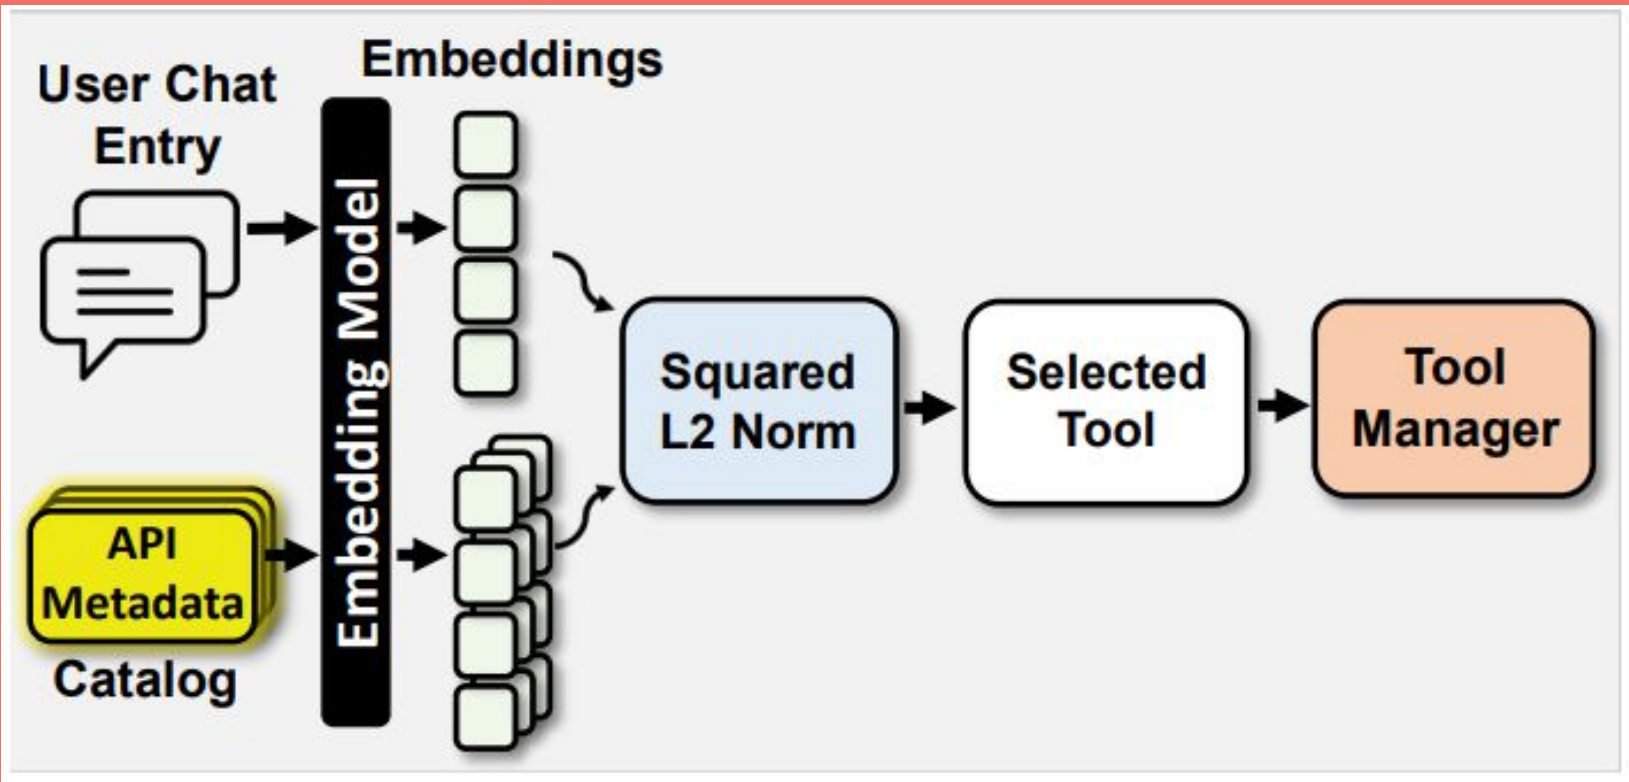 User Chat
Entry
Embeddings
Embedding Model
API
Metadata
Catalog
Squared
L2 Norm
Selected
Tool
Tool
Manager